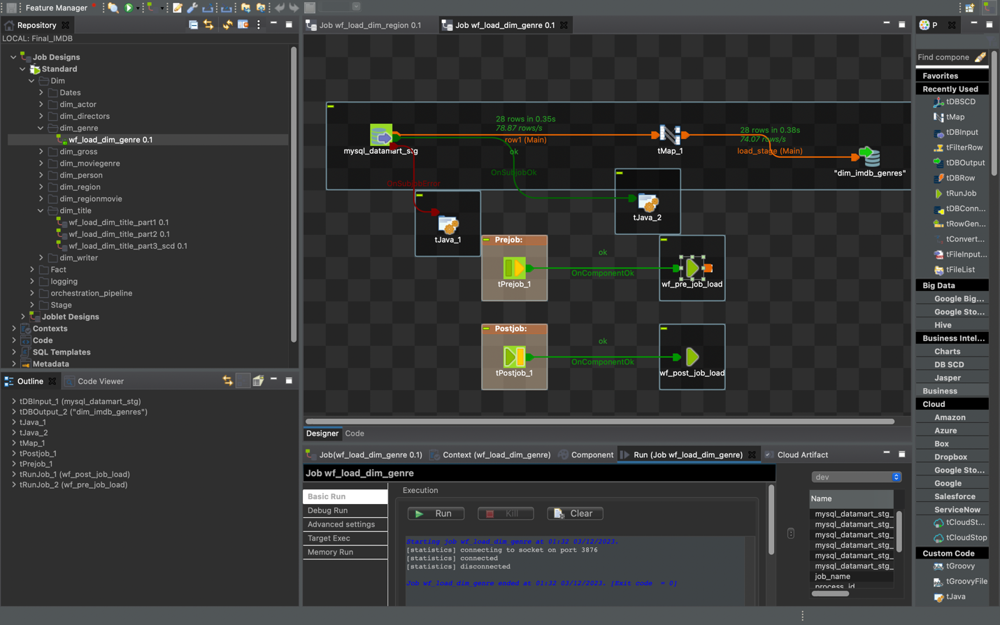 Feature Manager
Repository
LOCAL: Final_IMDB
Job Designs
Standard
Dim
Dates
dim_actor
dim_directors
dim_genre
wf_load_dim_genre 0.1
dim_gross
dim_moviegenre
dim_person
dim_region
dim_regionmovie
dim_title
wf_load_dim_title_part1 0.1
wf_load_dim_title_part2 0.1
wf_load_dim_title_part3_scd 0.1
dim_writer
Fact
logging
orchestration_pipeline
Stage
Joblet Designs
Contexts
Code
SQL Templates
Metadata
Outline
Code Viewer
tDBInput_1 (mysql_datamart_stg)
tDBOutput_2 ("dim_imdb_genres")
tJava_1
tJava_2
tMap_1
tPostjob_1
tPrejob_1
tRunJob_1 (wf_post_job_load)
tRunJob_2 (wf_pre_job_load)
Job wf_load_dim_region 0.1
Job wf_load_dim_genre 0.1
28 rows in 0.35s
78.87 rows/s
row1 (Main)
28 rows in 0.38s
74.07 rows/s
load_stage (Main)
mysql_datamart_stg
ok
tMap_1
"dim_imdb_genres"
OnSubjobOk
OnSubjobError
tJava_2
tJava_1
Prejob:
ok
OnComponentOk
tPrejob_1
wf_pre_job_load
Postjob:
ok
OnComponentOk
tPostjob_1
wf_post_job_load
Designer
Code
Job(wf_load_dim_genre 0.1)
Context (wf_load_dim_genre)
Component
Run (Job wf_load_dim_genre)
Cloud Artifact
Job wf_load_dim_genre
Basic Run
Debug Run
Advanced settings
Target Exec
Memory Run
Execution
Run
Kill
Clear
Starting job wf_load_dim_genre at 01:32 03/12/2023.
[statistics] connecting to socket on port 3876
[statistics] connected
[statistics] disconnected
Job wf_load_dim_genre ended at 01:32 03/12/2023. [Exit code  = 0]
dev
Name
mysql_datamart_stg_
mysql_datamart_stg_
mysql_datamart_stg_
mysql_datamart_stg_
mysql_datamart_stg_
mysql_datamart_stg_
job_name
process_id
P
Find compone
Favorites
Recently Used
tDBSCD
tMap
tDBInput
tFilterRow
tDBOutput
tDBRow
tRunJob
tDBConn...
tRowGen...
tConvert...
tFileInput...
tFileList
Big Data
Google Big...
Google Sto...
Hive
Business Intel...
Charts
DB SCD
Jasper
Business
Cloud
Amazon
Azure
Box
Dropbox
Google Sto...
Google
Salesforce
ServiceNow
tCloudSt...
tCloudStop
Custom Code
tGroovy
tGroovyFile
tJava